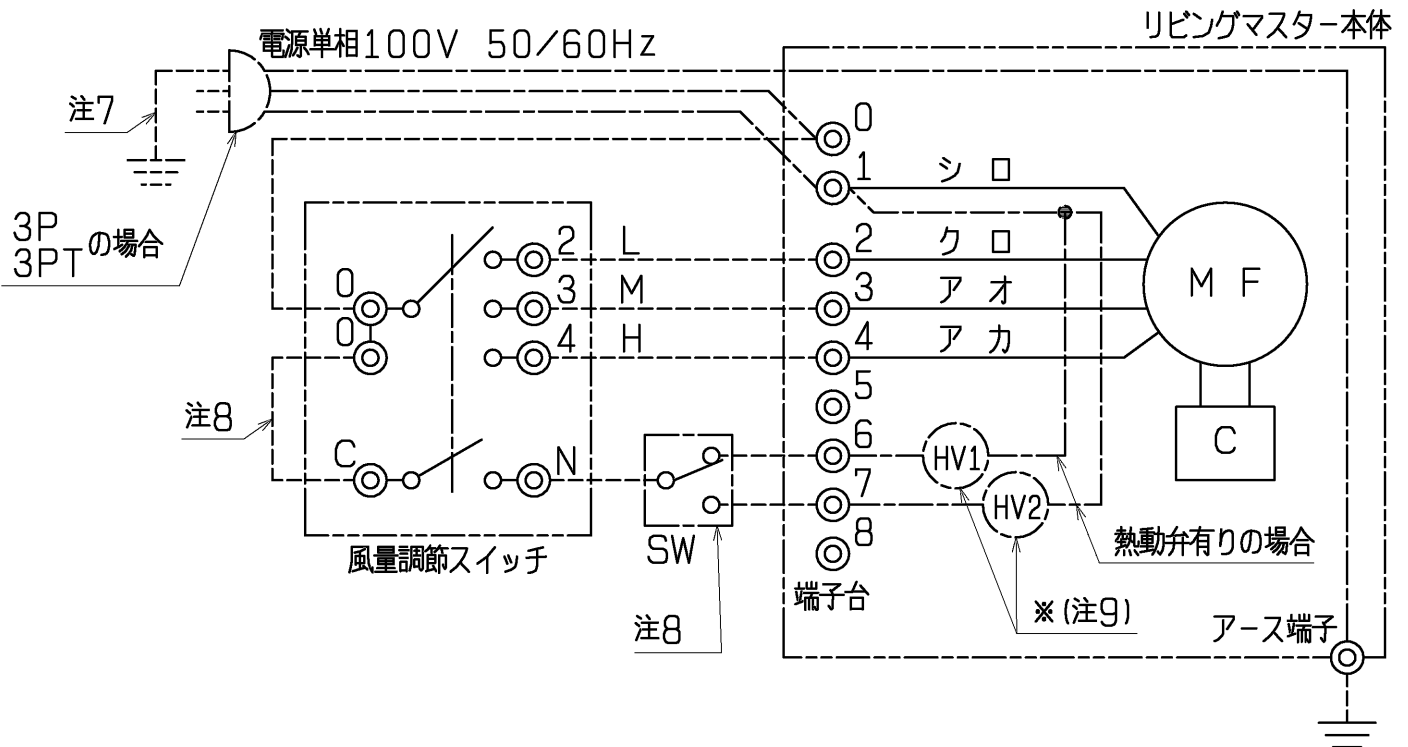 リビングマスター本体
電源単相100V 50/60Hz
注7
3P
3PT
の場合
0
1
2
3
4
5
6
7
8
シロ
クロ
アオ
アカ
MF
C
0
0
C
2
3
4
N
L
M
H
注8
風量調節スイッチ
SW
注8
端子台
HV1
HV2
熱動弁有りの場合
※(注9)
アース端子